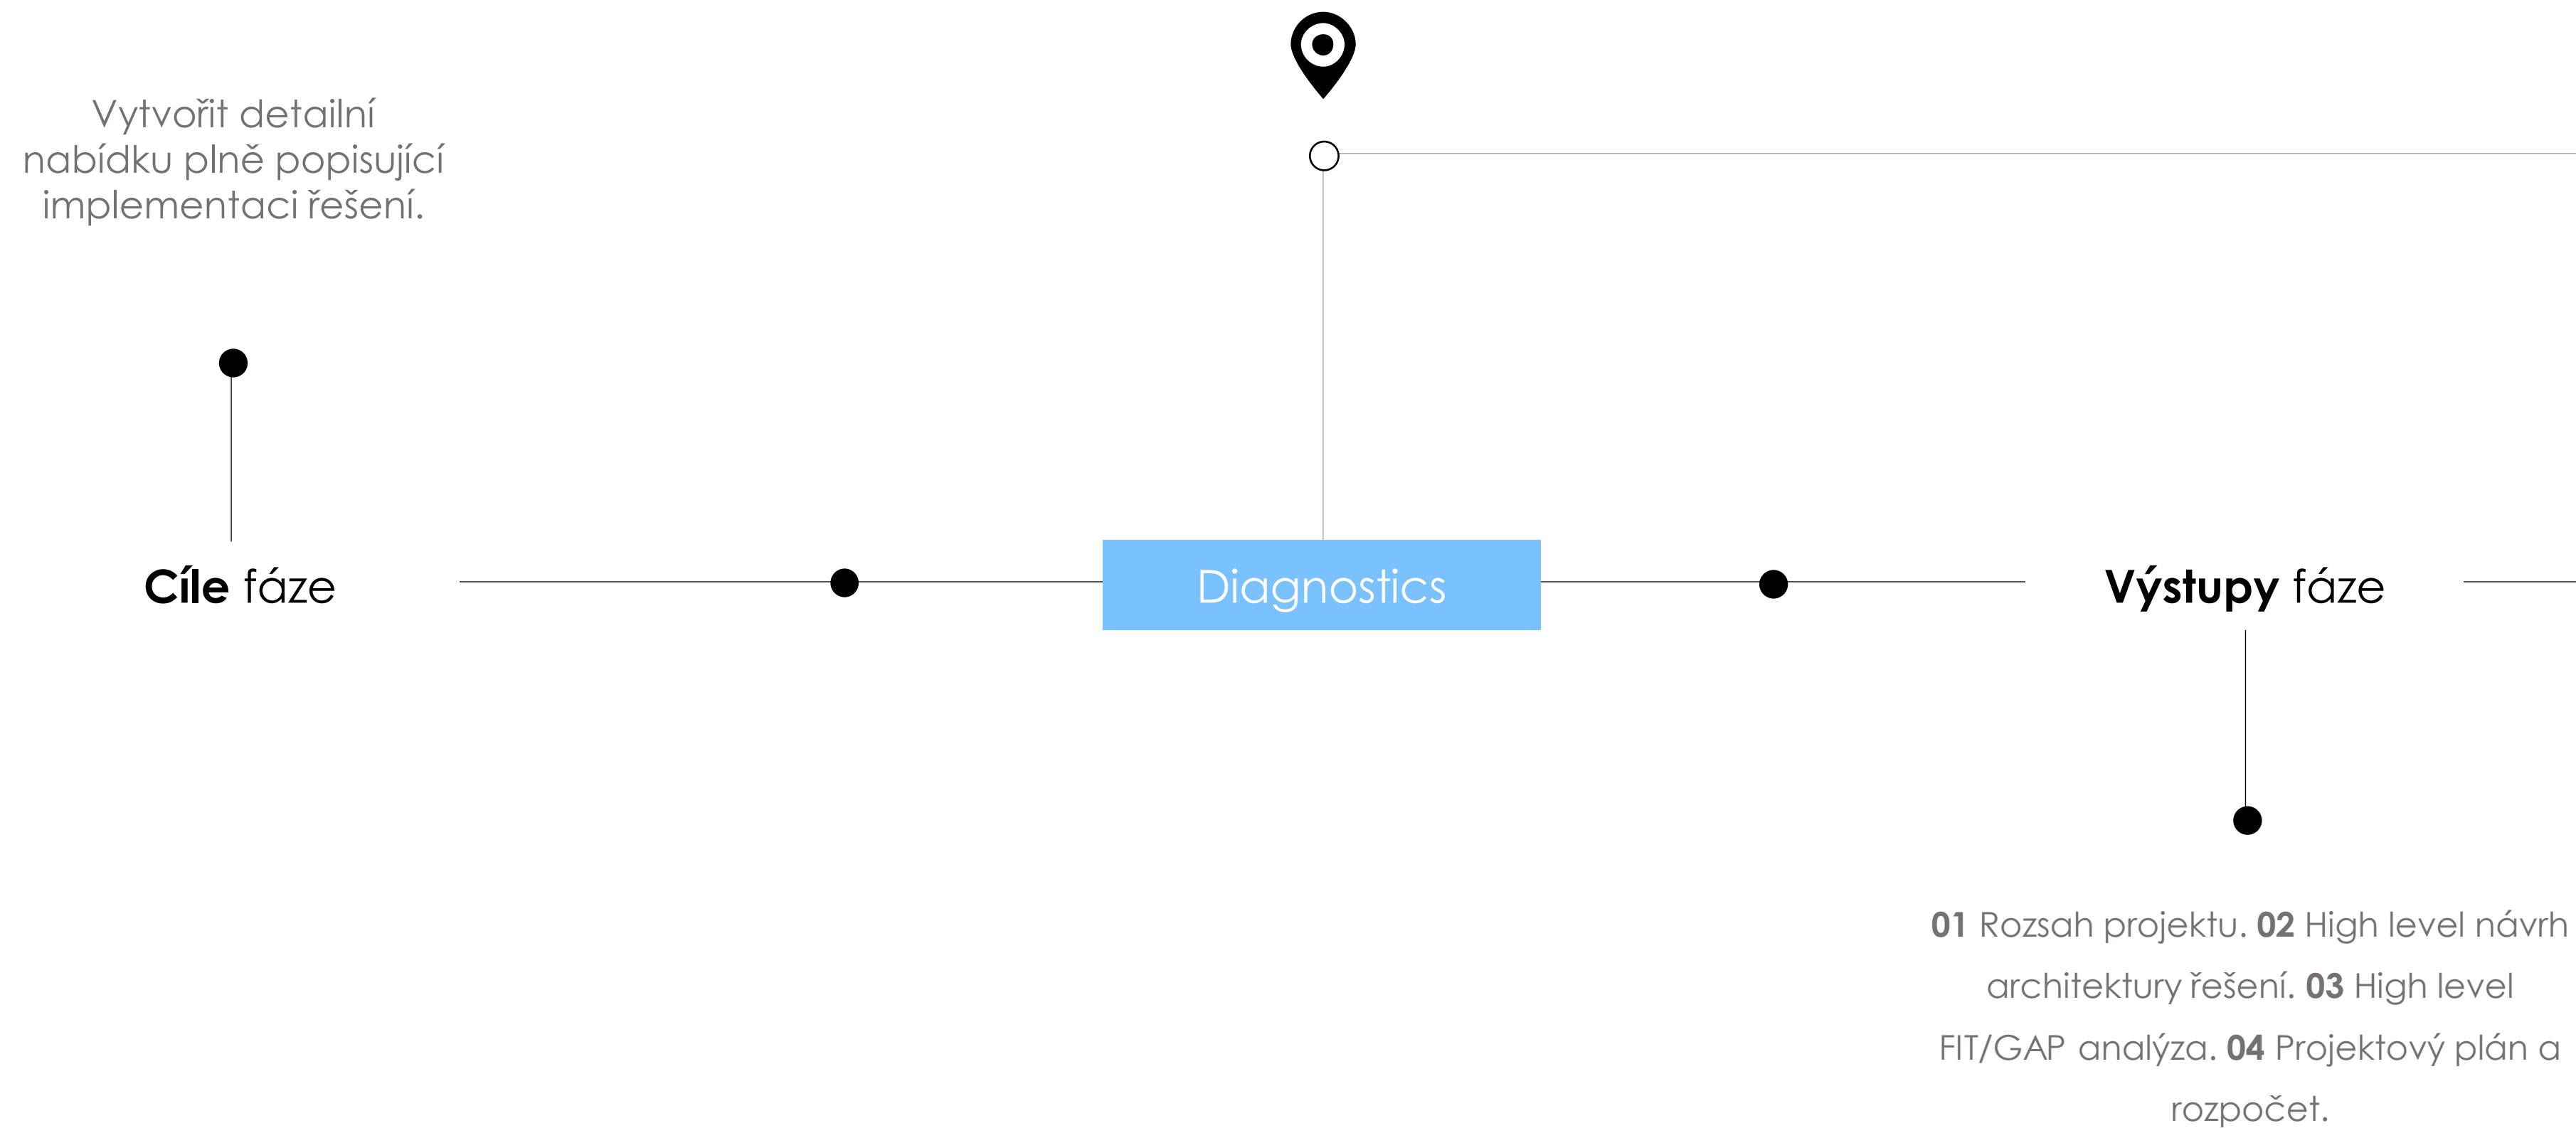 Vytvořit detailní
nabídku plně popisující
implementaci řešení.
Cíle fáze
Diagnostics
Výstupy fáze
01 Rozsah projektu. 02 High level návrh
architektury řešení. 03 High level
FIT/GAP analýza. 04 Projektový plán a
rozpočet.